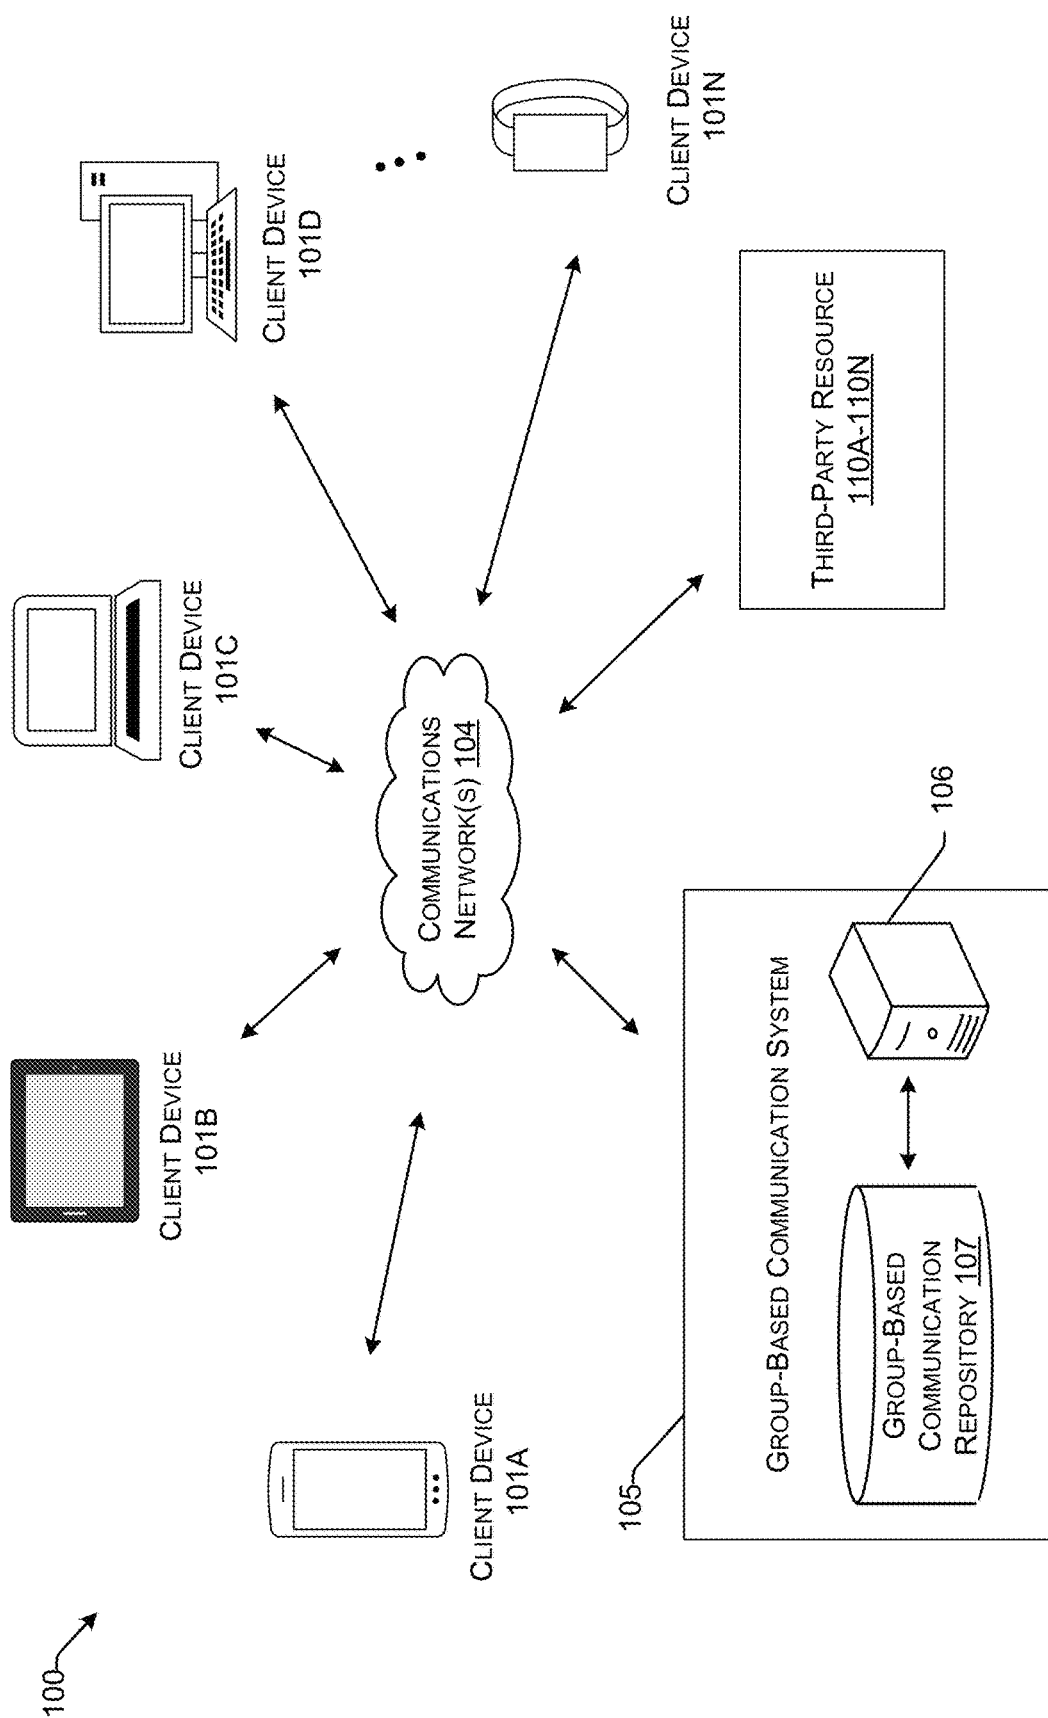 100
CLIENT DEVICE
101A
CLIENT DEVICE
101B
CLIENT DEVICE
101C
CLIENT DEVICE
101D
CLIENT DEVICE
101N
COMMUNICATIONS
NETWORK(S) 104
105
GROUP-BASED COMMUNICATION SYSTEM
GROUP-BASED
COMMUNICATION
REPOSITORY 107
106
THIRD-PARTY RESOURCE
110A-110N